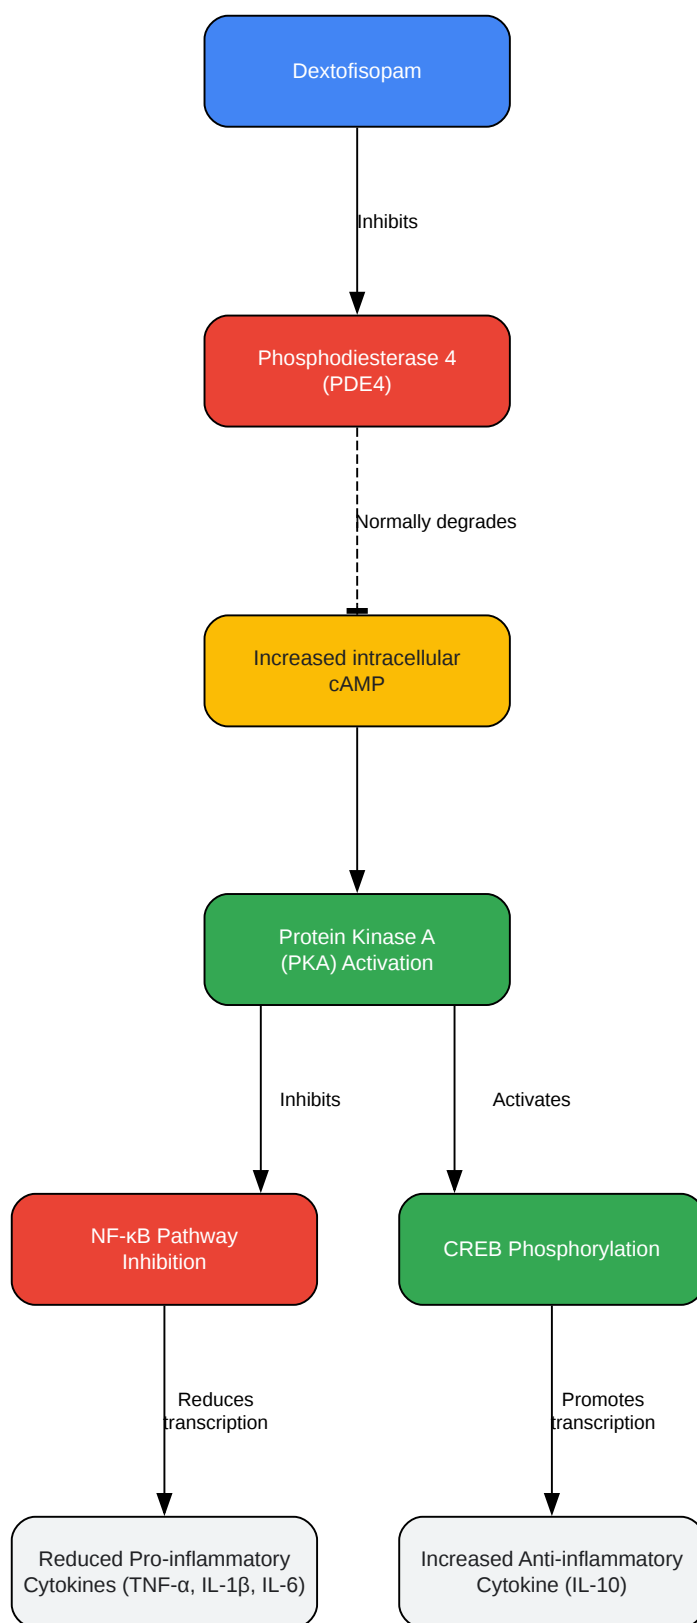 Dextofisopam
Inhibits
Phosphodiesterase 4
(PDE4)
Normally degrades
Increased intracellular
cAMP
Protein Kinase A
(PKA) Activation
Inhibits
Activates
NF-κB Pathway
Inhibition
CREB Phosphorylation
Reduces
transcription
Promotes
transcription
Reduced Pro-inflammatory
Cytokines (TNF-α, IL-1β, IL-6)
Increased Anti-inflammatory
Cytokine (IL-10)